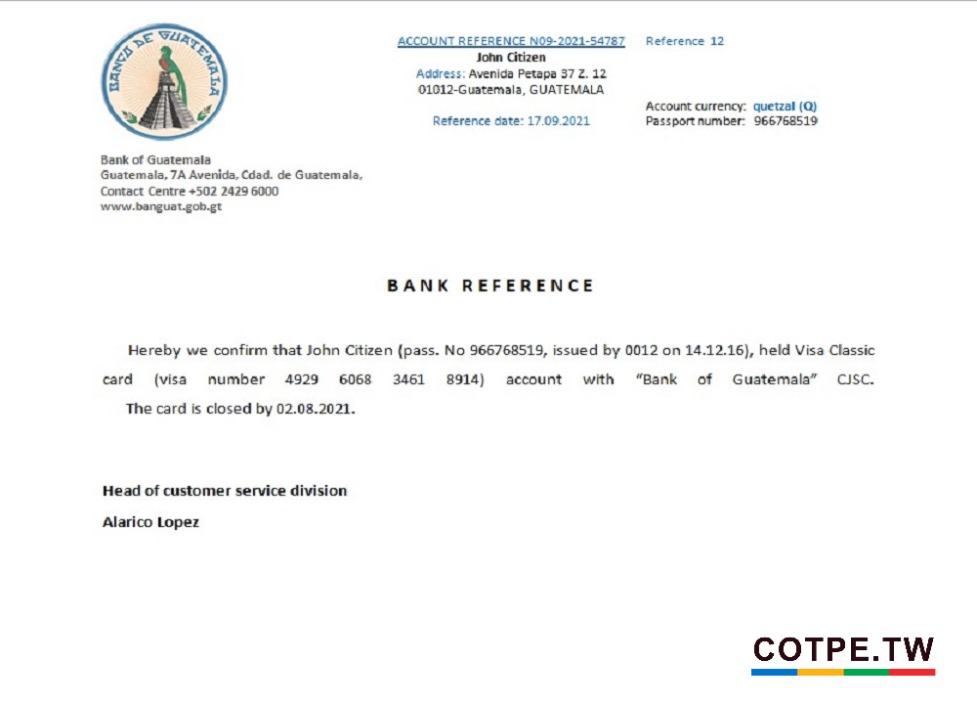 BANCO DE GUATEMALA
ACCOUNT REFERENCE N09-2021-54787
John Citizen
Address: Avenida Petapa 37 Z. 12
01012-Guatemala, GUATEMALA
Reference date: 17.09.2021
Reference 12
Account currency: quetzal (Q)
Passport number: 966768519
Bank of Guatemala
Guatemala, 7A Avenida, Cdad. de Guatemala,
Contact Centre +502 2429 6000
www.banguat.gob.gt
BANK REFERENCE
Hereby we confirm that John Citizen (pass. No 966768519, issued by 0012 on 14.12.16), held Visa Classic
card (visa number 4929 6068 3461 8914) account with “Bank of Guatemala” CJSC.
The card is closed by 02.08.2021.
Head of customer service division
Alarico Lopez
COTPE.TW